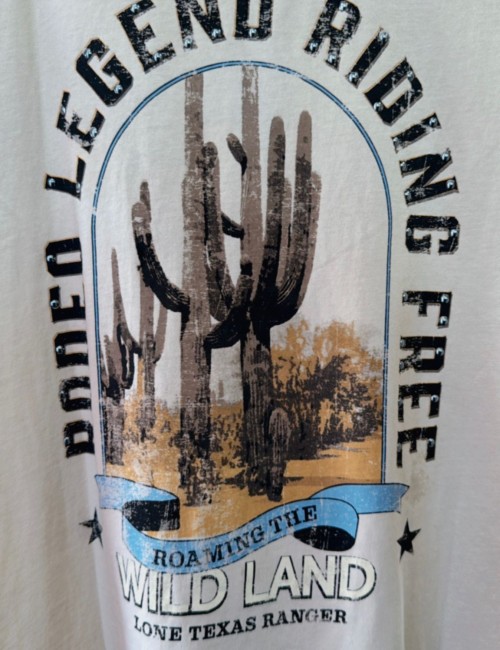 RODEO LEGEND RIDING FREE
ROAMING THE
WILD LAND
LONE TEXAS RANGER